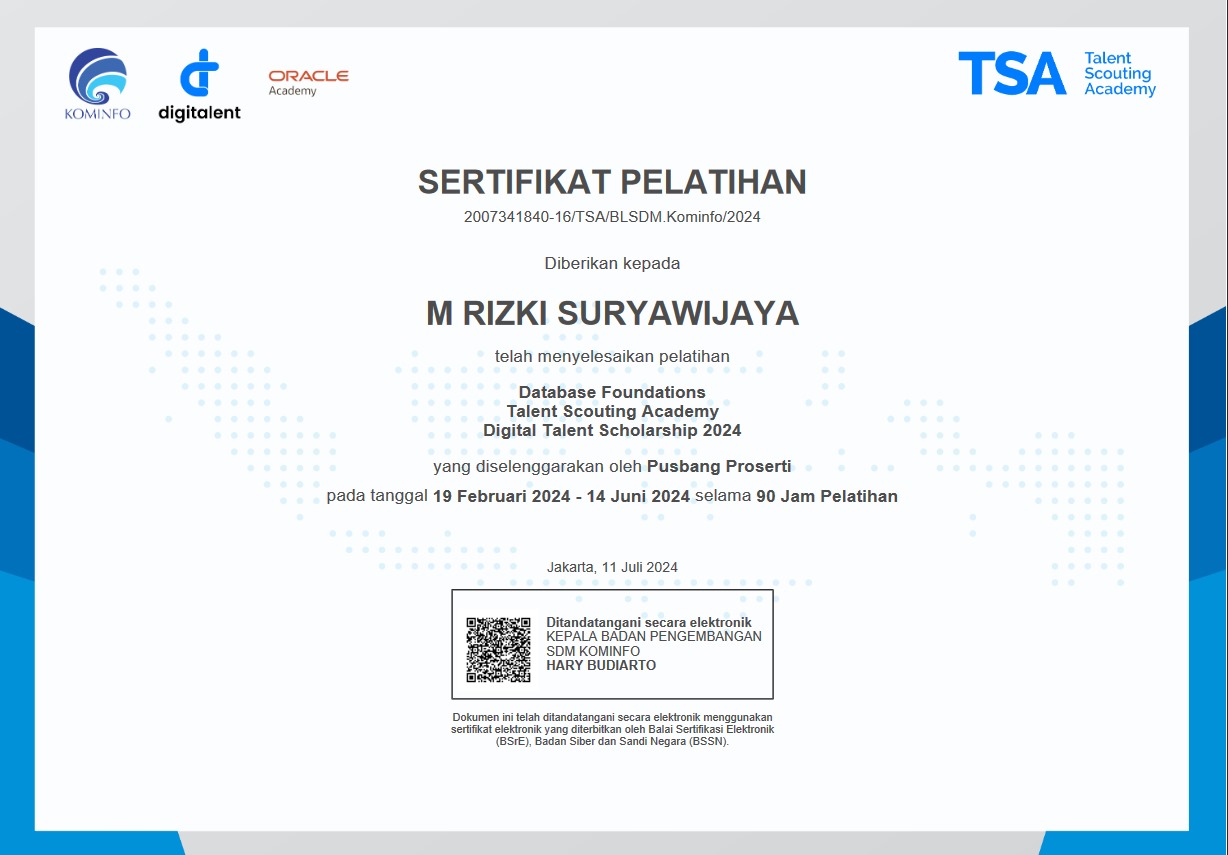 KOMINFO
digitalent
ORACLE
Academy
TSA
Talent
Scouting
Academy
SERTIFIKAT PELATIHAN
2007341840-16/TSA/BLSDM.Kominfo/2024
Diberikan kepada
M RIZKI SURYAWIJAYA
telah menyelesaikan pelatihan
Database Foundations
Talent Scouting Academy
Digital Talent Scholarship 2024
yang diselenggarakan oleh Pusbang Proserti
pada tanggal 19 Februari 2024 - 14 Juni 2024 selama 90 Jam Pelatihan
Jakarta, 11 Juli 2024
Ditandatangani secara elektronik
KEPALA BADAN PENGEMBANGAN
SDM KOMINFO
HARY BUDIARTO
Dokumen ini telah ditandatangani secara elektronik menggunakan
sertifikat elektronik yang diterbitkan oleh Balai Sertifikasi Elektronik
(BSrE), Badan Siber dan Sandi Negara (BSSN).